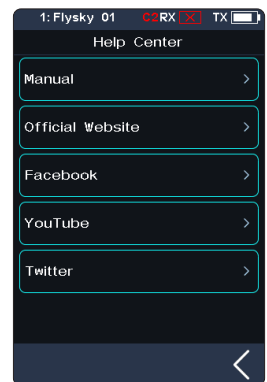 1: Flysky 01 C2RX TX
Help Center
Manual
Official Website
Facebook
YouTube
Twitter